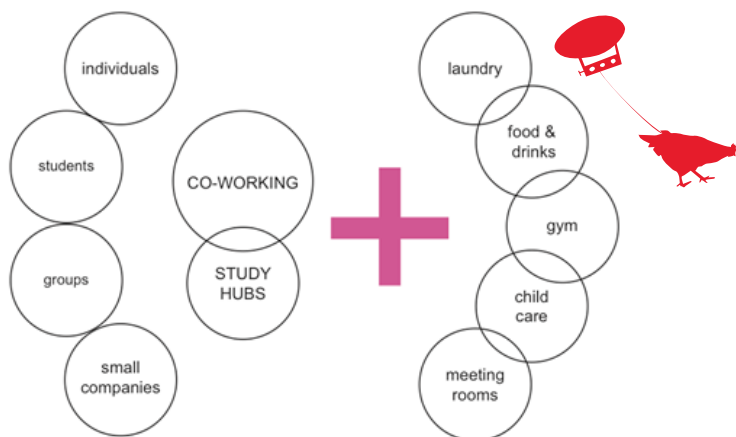 individuals
students
groups
small
companies
CO-WORKING
STUDY
HUBS
laundry
food &
drinks
gym
child
care
meeting
rooms